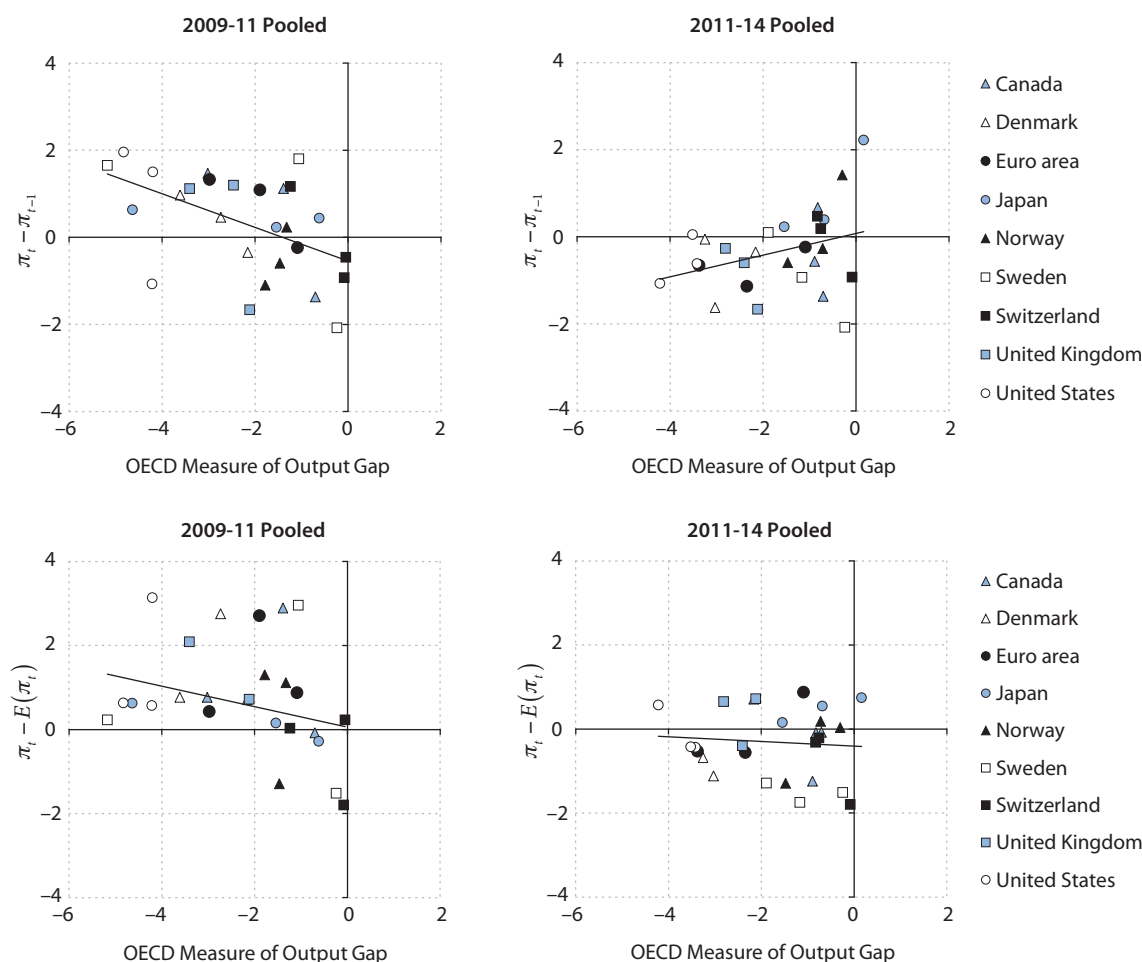 2009-11 Pooled
4
2
0
−2
−4
−6
−4
−2
0
2
π_t − π_{t−1}
OECD Measure of Output Gap
2011-14 Pooled
4
2
0
−2
−4
−6
−4
−2
0
2
π_t − π_{t−1}
OECD Measure of Output Gap
Canada
Denmark
Euro area
Japan
Norway
Sweden
Switzerland
United Kingdom
United States
2009-11 Pooled
4
2
0
−2
−4
−6
−4
−2
0
2
π_t − E(π_t)
OECD Measure of Output Gap
2011-14 Pooled
4
2
0
−2
−4
−6
−4
−2
0
2
π_t − E(π_t)
OECD Measure of Output Gap
Canada
Denmark
Euro area
Japan
Norway
Sweden
Switzerland
United Kingdom
United States